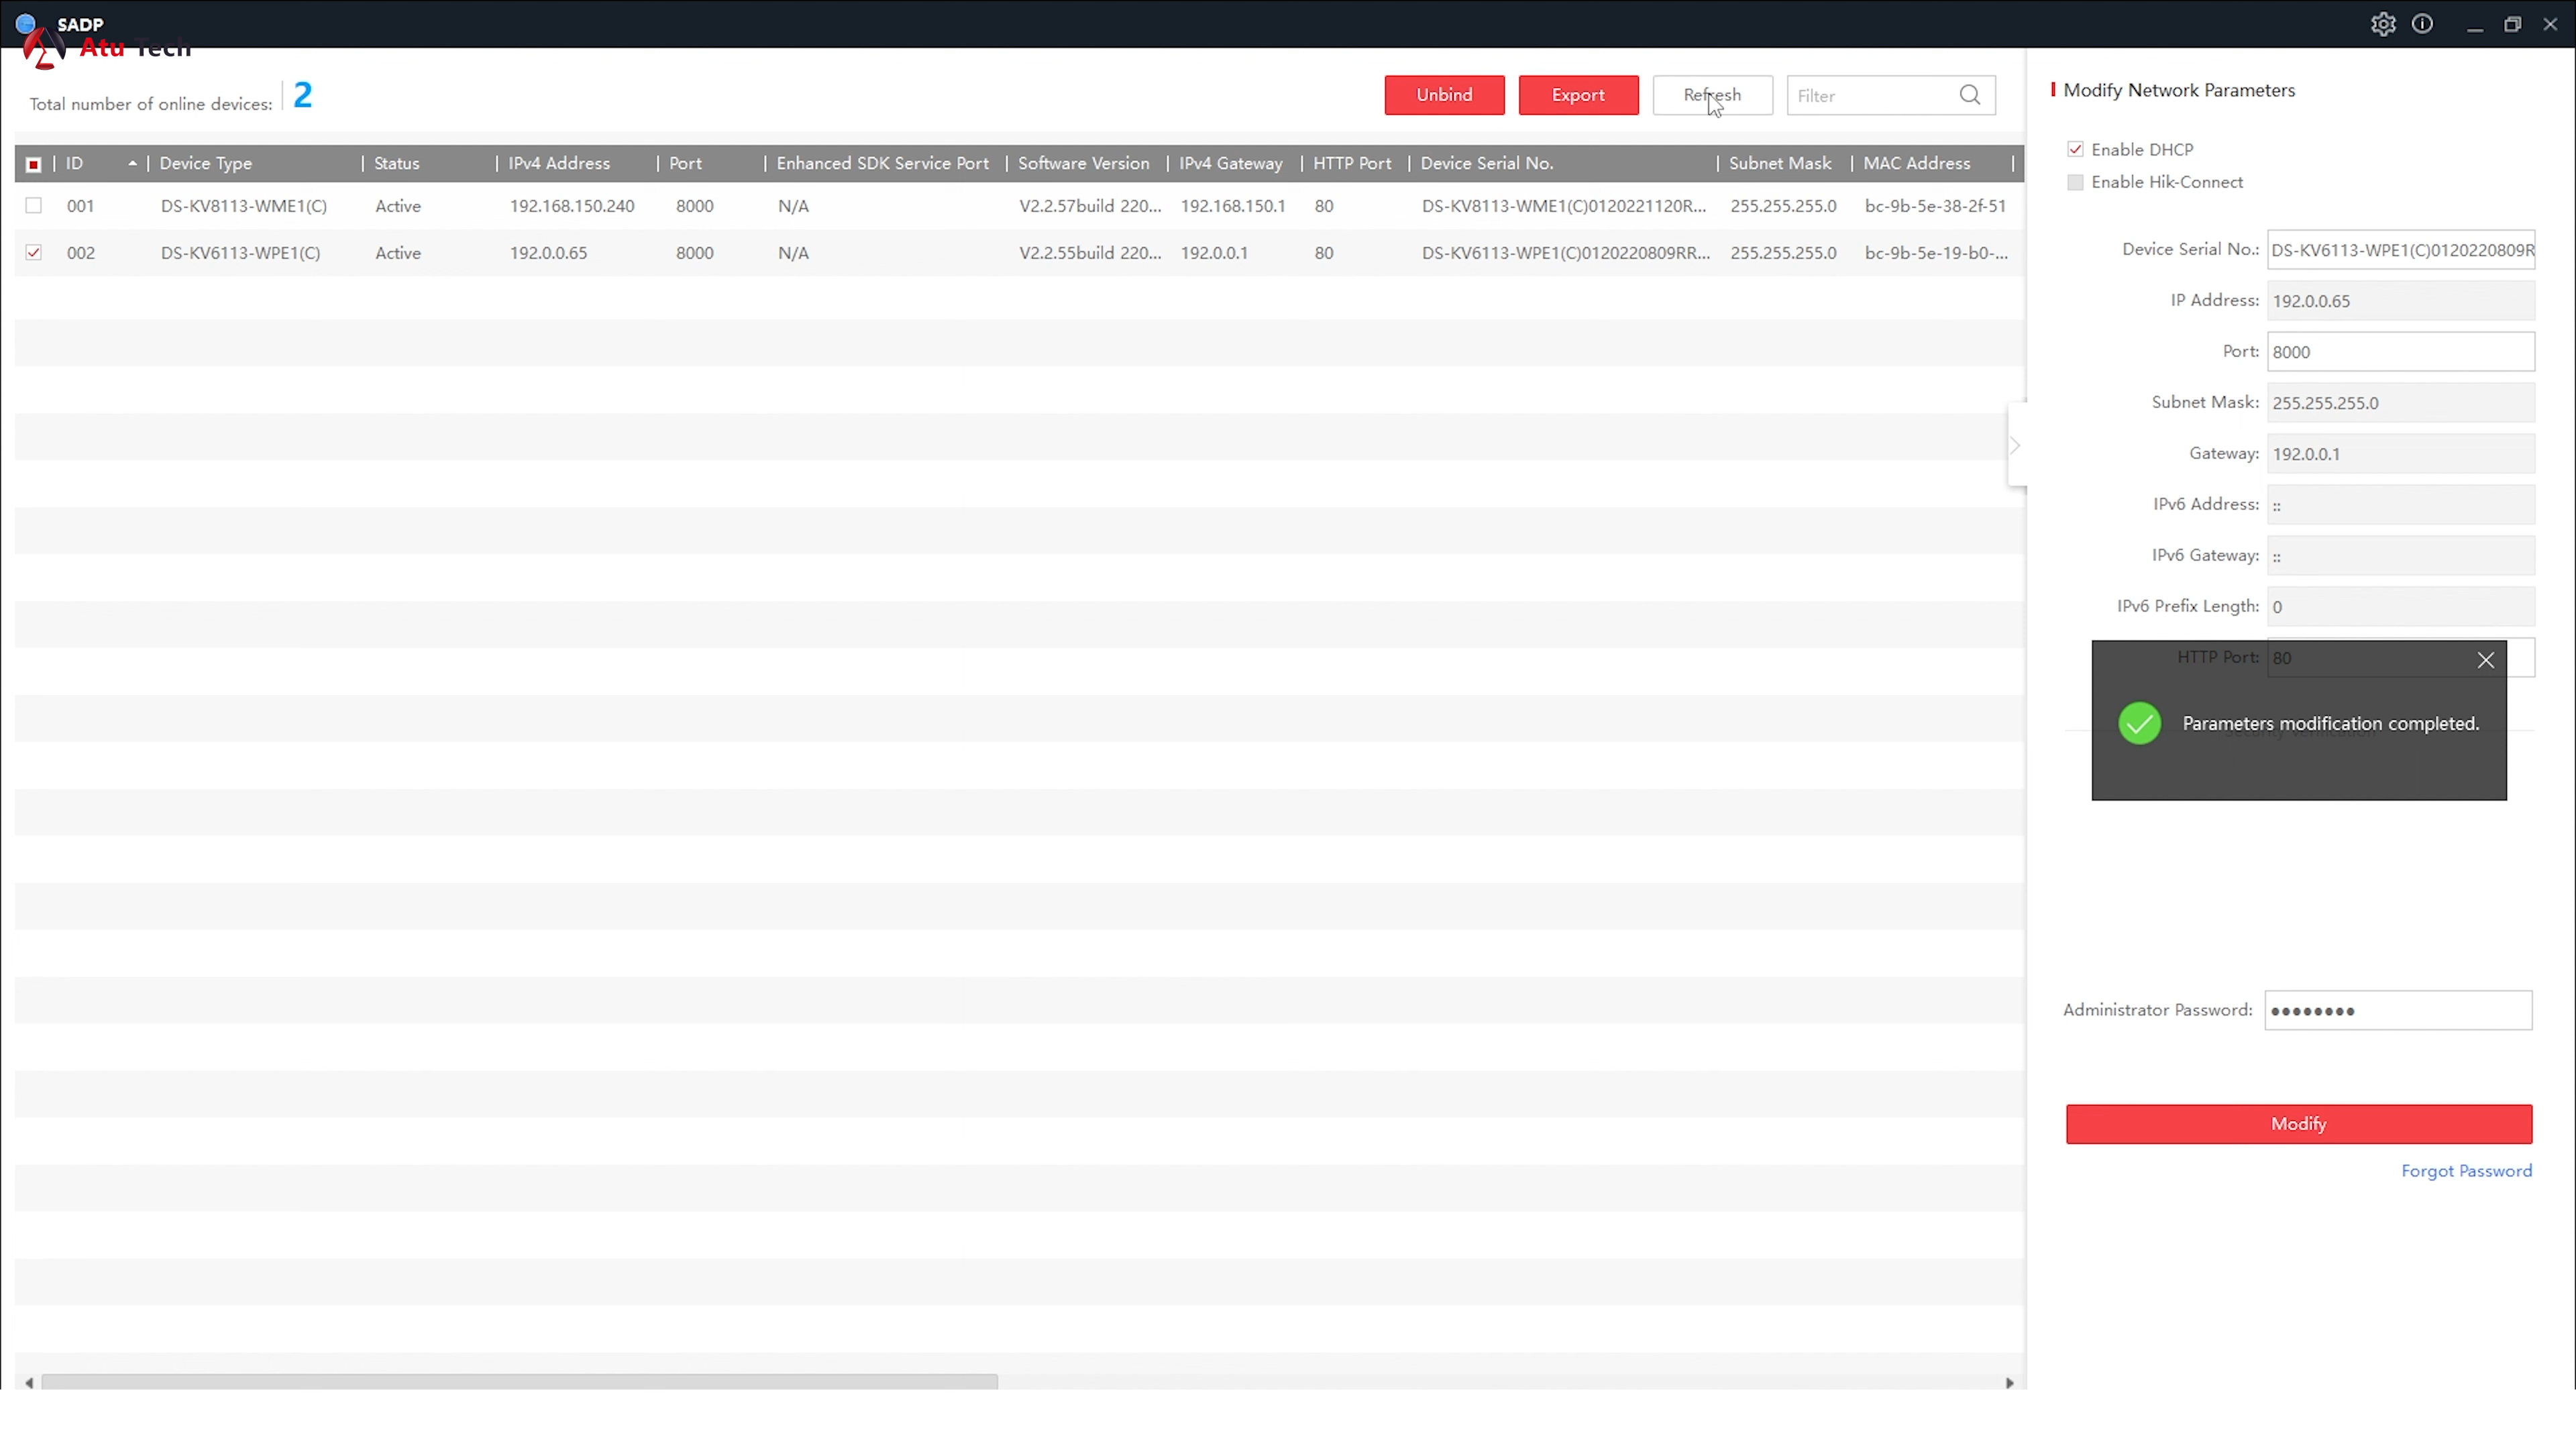 SADP
Atu Tech
Total number of online devices: 2
Unbind
Export
Refresh
Filter
ID Device Type Status IPv4 Address Port Enhanced SDK Service Port Software Version IPv4 Gateway HTTP Port Device Serial No. Subnet Mask MAC Address
001 DS-KV8113-WME1(C) Active 192.168.150.240 8000 N/A V2.2.57build 220... 192.168.150.1 80 DS-KV8113-WME1(C)0120221120R... 255.255.255.0 bc-9b-5e-38-2f-51
002 DS-KV6113-WPE1(C) Active 192.0.0.65 8000 N/A V2.2.55build 220... 192.0.0.1 80 DS-KV6113-WPE1(C)0120220809RR... 255.255.255.0 bc-9b-5e-19-b0-...
Modify Network Parameters
Enable DHCP
Enable Hik-Connect
Device Serial No.: DS-KV6113-WPE1(C)0120220809R
IP Address: 192.0.0.65
Port: 8000
Subnet Mask: 255.255.255.0
Gateway: 192.0.0.1
IPv6 Address: ::
IPv6 Gateway: ::
IPv6 Prefix Length: 0
HTTP Port: 80
Parameters modification completed.
Administrator Password: ●●●●●●●●
Modify
Forgot Password